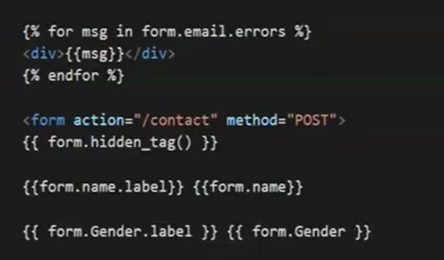 {% for msg in form.email.errors %}
<div>{{msg}}</div>
{% endfor %}
<form action="/contact" method="POST">
{{ form.hidden_tag() }}
{{form.name.label}} {{form.name}}
{{ form.Gender.label }} {{ form.Gender }}